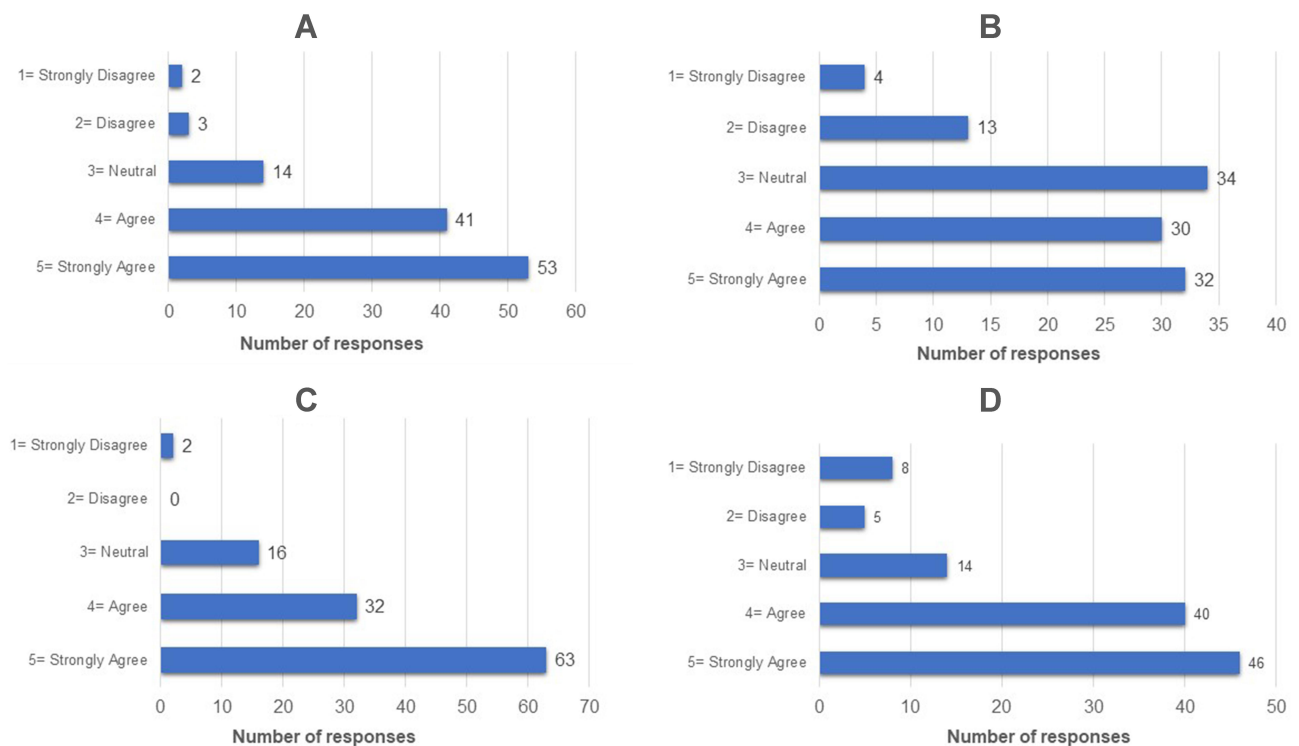 A
1= Strongly Disagree 2
2= Disagree 3
3= Neutral 14
4= Agree 41
5= Strongly Agree 53
0 10 20 30 40 50 60
Number of responses
B
1= Strongly Disagree 4
2= Disagree 13
3= Neutral 34
4= Agree 30
5= Strongly Agree 32
0 5 10 15 20 25 30 35 40
Number of responses
C
1= Strongly Disagree 2
2= Disagree 0
3= Neutral 16
4= Agree 32
5= Strongly Agree 63
0 10 20 30 40 50 60 70
Number of responses
D
1= Strongly Disagree 8
2= Disagree 5
3= Neutral 14
4= Agree 40
5= Strongly Agree 46
0 10 20 30 40 50
Number of responses